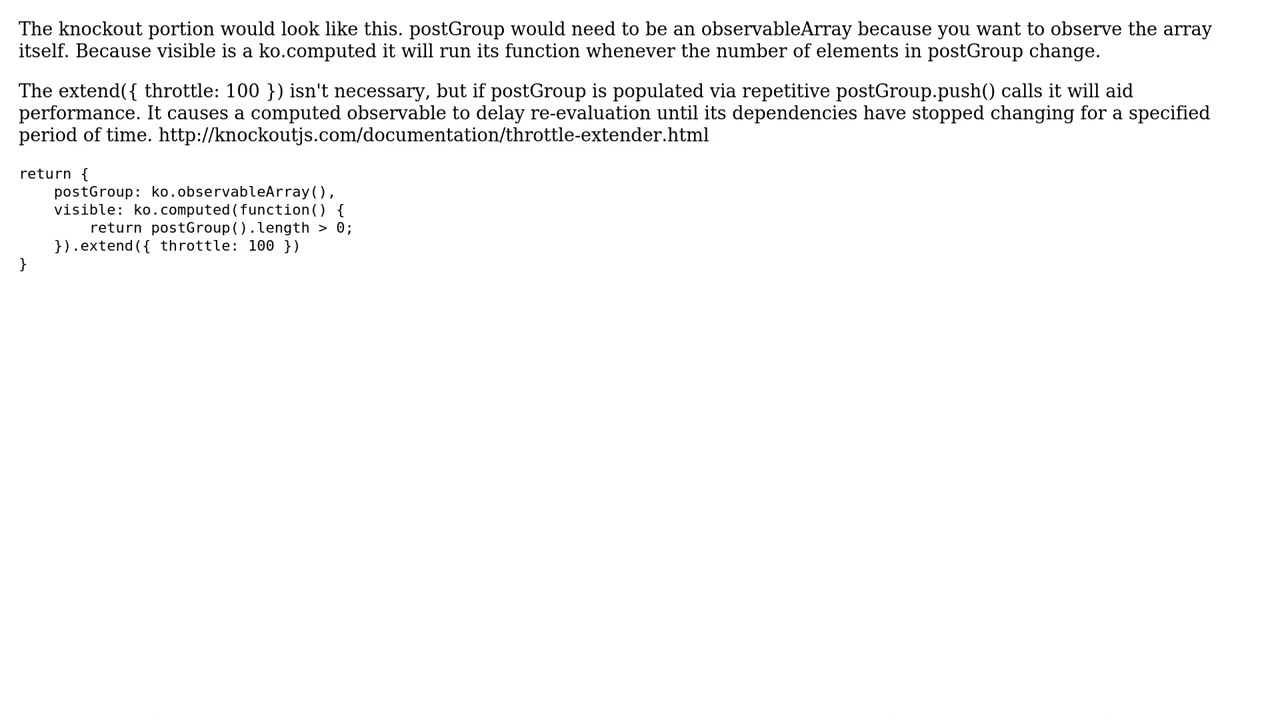 The knockout portion would look like this. postGroup would need to be an observableArray because you want to observe the array
itself. Because visible is a ko.computed it will run its function whenever the number of elements in postGroup change.
The extend({ throttle: 100 }) isn't necessary, but if postGroup is populated via repetitive postGroup.push() calls it will aid
performance. It causes a computed observable to delay re-evaluation until its dependencies have stopped changing for a specified
period of time. http://knockoutjs.com/documentation/throttle-extender.html
return {
    postGroup: ko.observableArray(),
    visible: ko.computed(function() {
        return postGroup().length > 0;
    }).extend({ throttle: 100 })
}